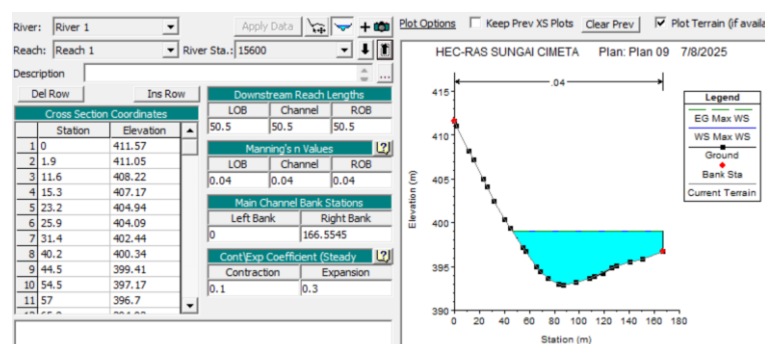 River: River 1 Apply Data
Reach: Reach 1 River Sta.: 15600
Description ...
Del Row Ins Row
Cross Section Coordinates
Station Elevation
1 0 411.57
2 1.9 411.05
3 11.6 408.22
4 15.3 407.17
5 23.2 404.94
6 25.9 404.09
7 31.4 402.44
8 40.2 400.34
9 44.5 399.41
10 54.5 397.17
11 57 396.7
Downstream Reach Lengths
LOB Channel ROB
50.5 50.5 50.5
Manning's n Values ?
LOB Channel ROB
0.04 0.04 0.04
Main Channel Bank Stations
Left Bank Right Bank
0 166.5545
Cont\Exp Coefficient (Steady ?
Contraction Expansion
0.1 0.3
Plot Options Keep Prev XS Plots Clear Prev Plot Terrain (if availa
HEC-RAS SUNGAI CIMETA Plan: Plan 09 7/8/2025
.04
415
410
405
400
395
390
Elevation (m)
0 20 40 60 80 100 120 140 160 180
Station (m)
Legend
EG Max WS
WS Max WS
Ground
Bank Sta
Current Terrain